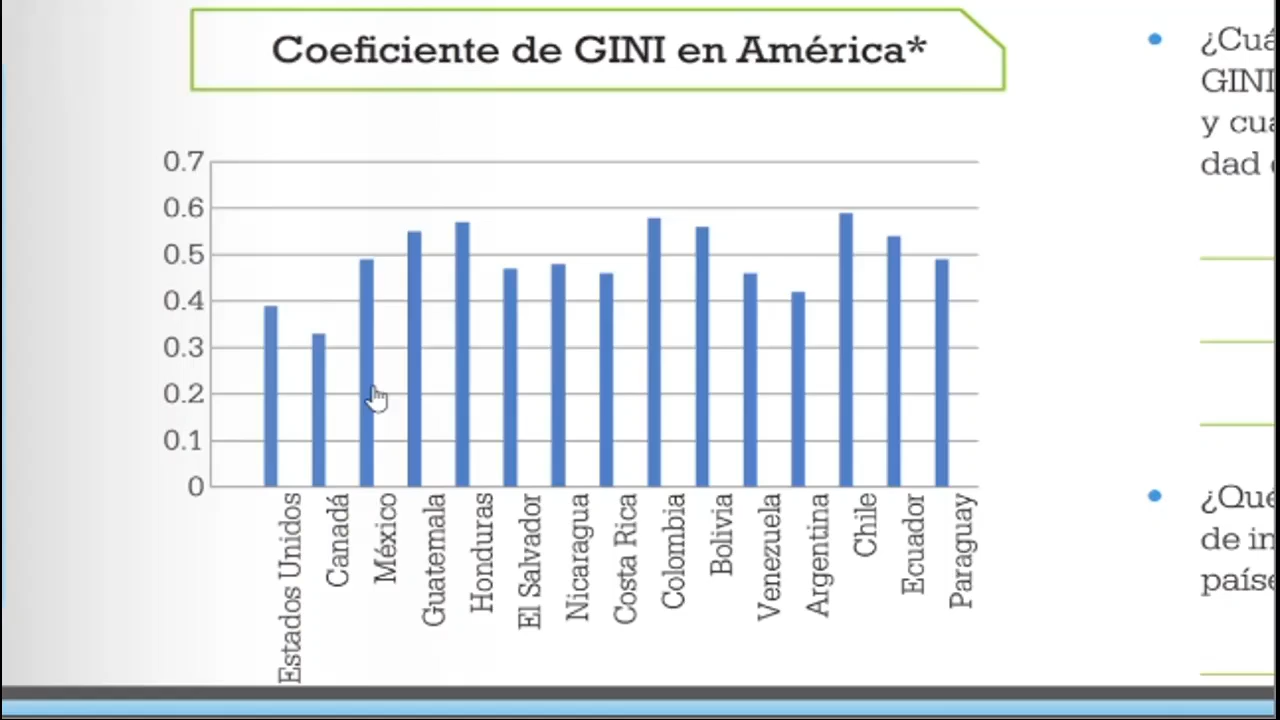 Coeficiente de GINI en América*
0.7
0.6
0.5
0.4
0.3
0.2
0.1
0
Estados Unidos
Canadá
México
Guatemala
Honduras
El Salvador
Nicaragua
Costa Rica
Colombia
Bolivia
Venezuela
Argentina
Chile
Ecuador
Paraguay
GINI
y
dad
¿Qué
de